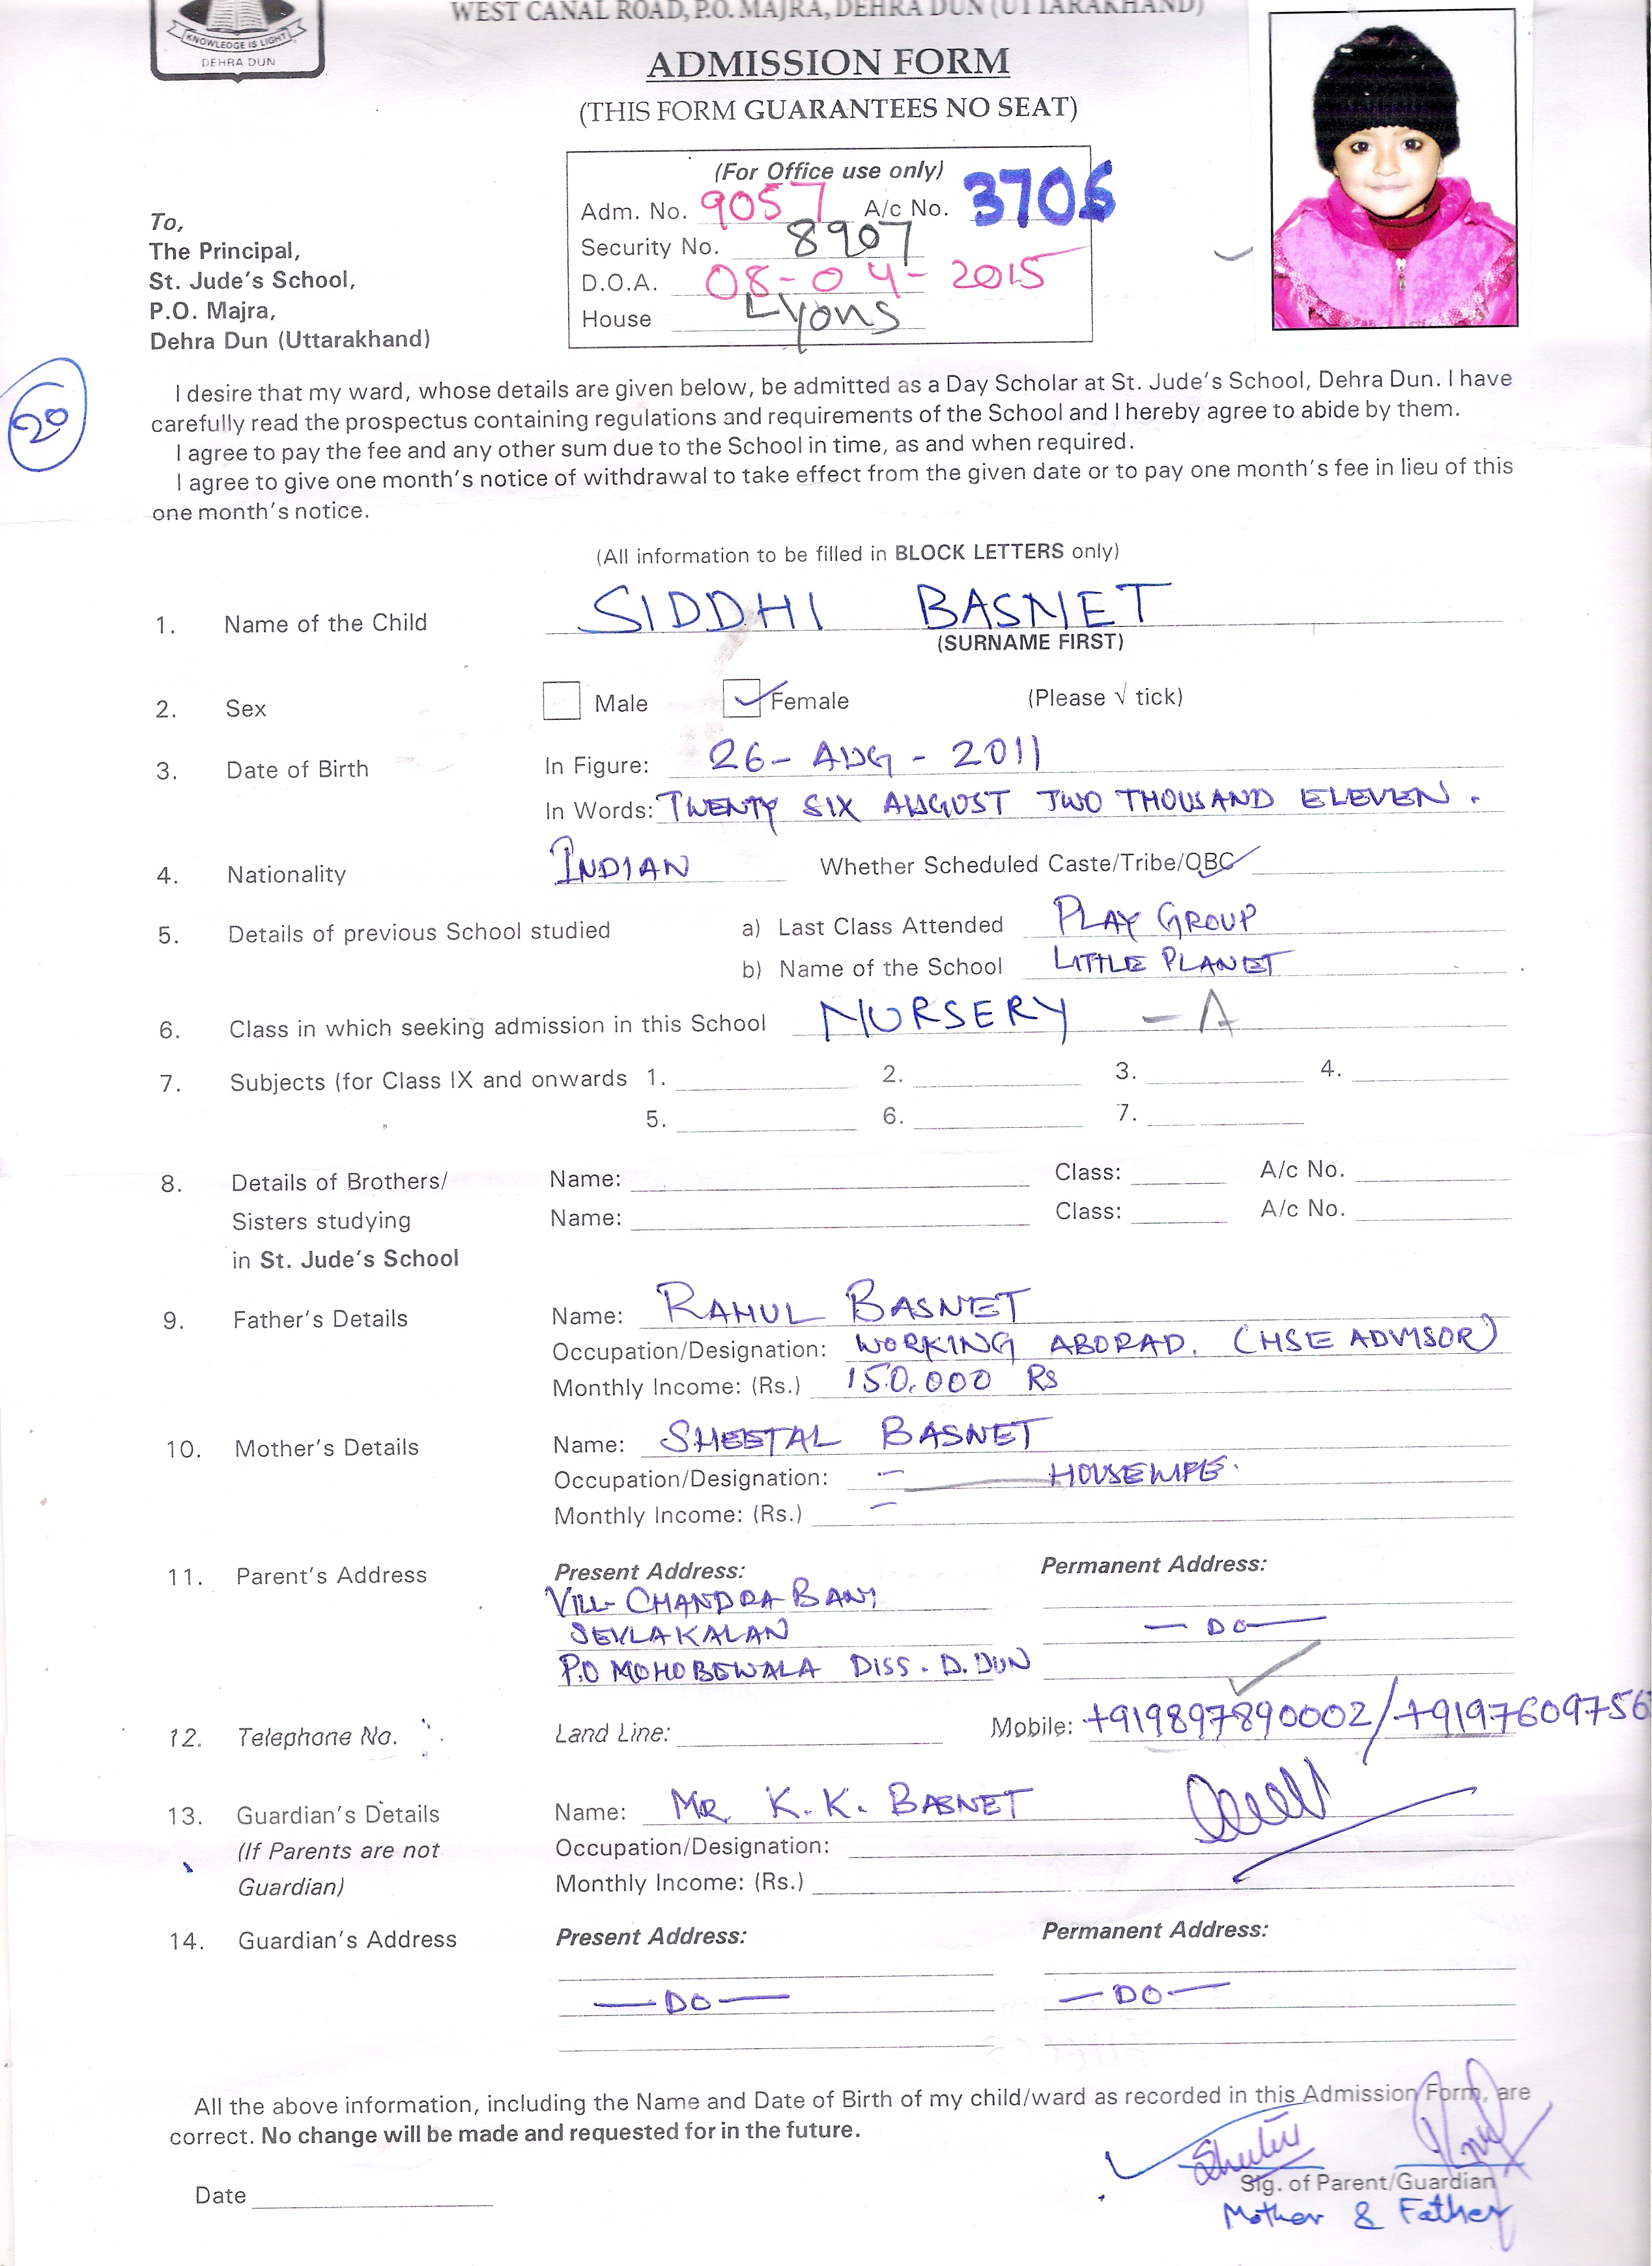 KNOWLEDGE IS LIGHT
DEHRA DUN
WEST CANAL ROAD, P.O. MAJRA, DEHRA DUN (UTTARAKHAND)
ADMISSION FORM
(THIS FORM GUARANTEES NO SEAT)
(For Office use only)
Adm. No. 9057 A/c No. 3706
Security No. 8907
D.O.A. 08-04-2015
House Lyons
To,
The Principal,
St. Jude's School,
P.O. Majra,
Dehra Dun (Uttarakhand)
20
I desire that my ward, whose details are given below, be admitted as a Day Scholar at St. Jude's School, Dehra Dun. I have
carefully read the prospectus containing regulations and requirements of the School and I hereby agree to abide by them.
I agree to pay the fee and any other sum due to the School in time, as and when required.
I agree to give one month's notice of withdrawal to take effect from the given date or to pay one month's fee in lieu of this
one month's notice.
(All information to be filled in BLOCK LETTERS only)
1. Name of the Child SIDDHI BASNET
(SURNAME FIRST)
2. Sex Male ✓ Female (Please √ tick)
3. Date of Birth In Figure: 26- AUG - 2011
In Words: TWENTY SIX AUGUST TWO THOUSAND ELEVEN.
4. Nationality INDIAN Whether Scheduled Caste/Tribe/OBC ✓
5. Details of previous School studied a) Last Class Attended PLAY GROUP
b) Name of the School LITTLE PLANET
6. Class in which seeking admission in this School NURSERY - A
7. Subjects (for Class IX and onwards 1. 2. 3. 4.
5. 6. 7.
8. Details of Brothers/ Name: Class: A/c No.
Sisters studying Name: Class: A/c No.
in St. Jude's School
9. Father's Details Name: RAHUL BASNET
Occupation/Designation: WORKING ABORAD. (HSE ADVISOR)
Monthly Income: (Rs.) 150.000 Rs
10. Mother's Details Name: SHEETAL BASNET
Occupation/Designation: - HOUSEWIFE.
Monthly Income: (Rs.) -
11. Parent's Address Present Address: Permanent Address:
VILL- CHANDRA BANI
SEVLA KALAN - DO -
P.O MOHOBEWALA DISS. D.DUN
12. Telephone No. Land Line: Mobile: +919897890002/+9197609756
13. Guardian's Details Name: MR. K.K. BASNET
(If Parents are not Occupation/Designation:
Guardian) Monthly Income: (Rs.)
14. Guardian's Address Present Address: Permanent Address:
- DO - - DO -
All the above information, including the Name and Date of Birth of my child/ward as recorded in this Admission Form, are
correct. No change will be made and requested for in the future.
Date Sig. of Parent/Guardian
Mother & Father